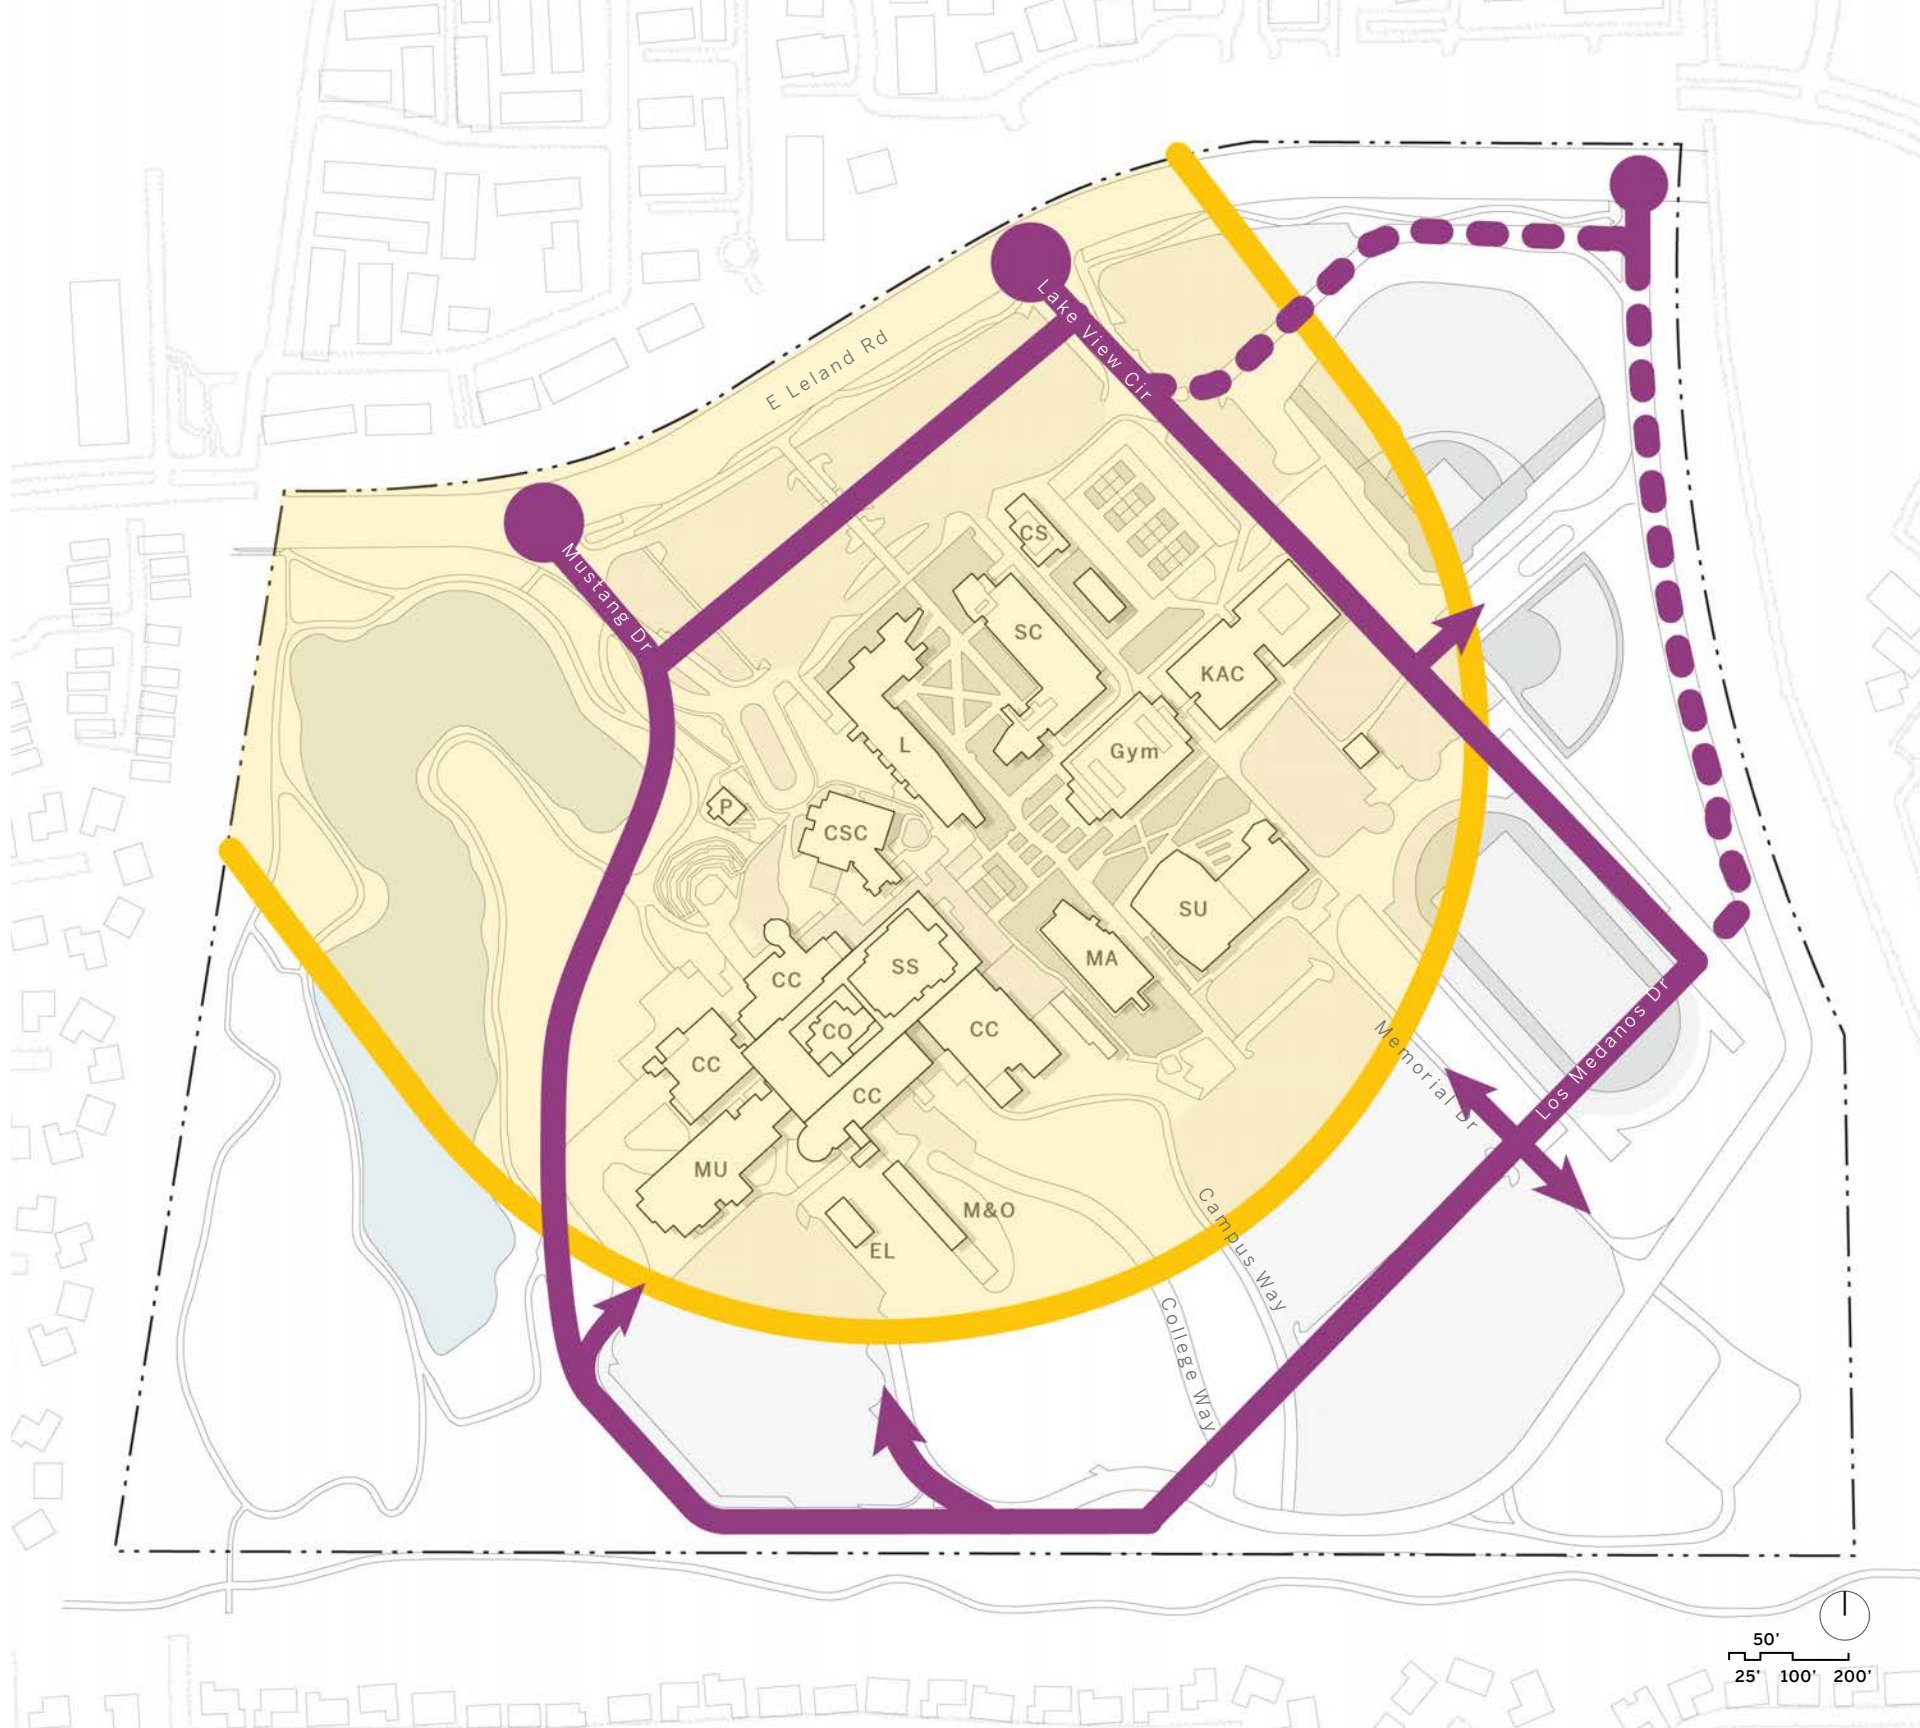 Lake View Cir
E Leland Rd
Mustang Dr
CS
SC
KAC
L
Gym
P
CSC
SU
SS
MA
CC
CO
CC
CC
CC
Los Medanos Dr
Memorial Dr
MU
M&O
EL
Campus Way
College Way
50'
25' 100' 200'